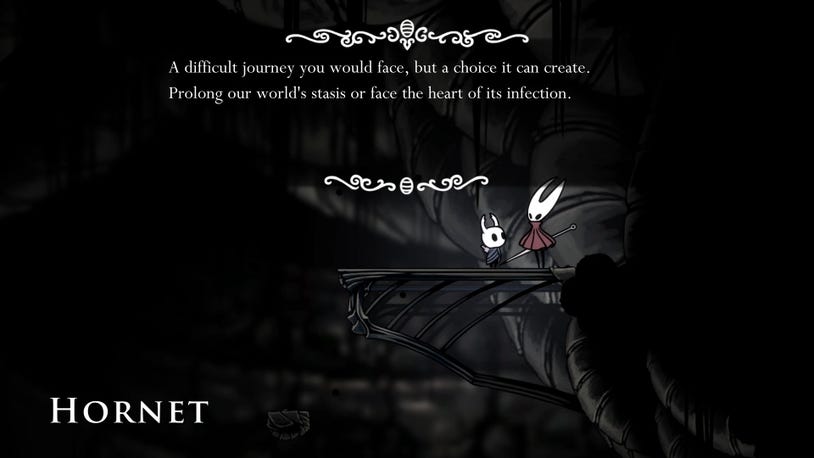 A difficult journey you would face, but a choice it can create.
Prolong our world's stasis or face the heart of its infection.
HORNET